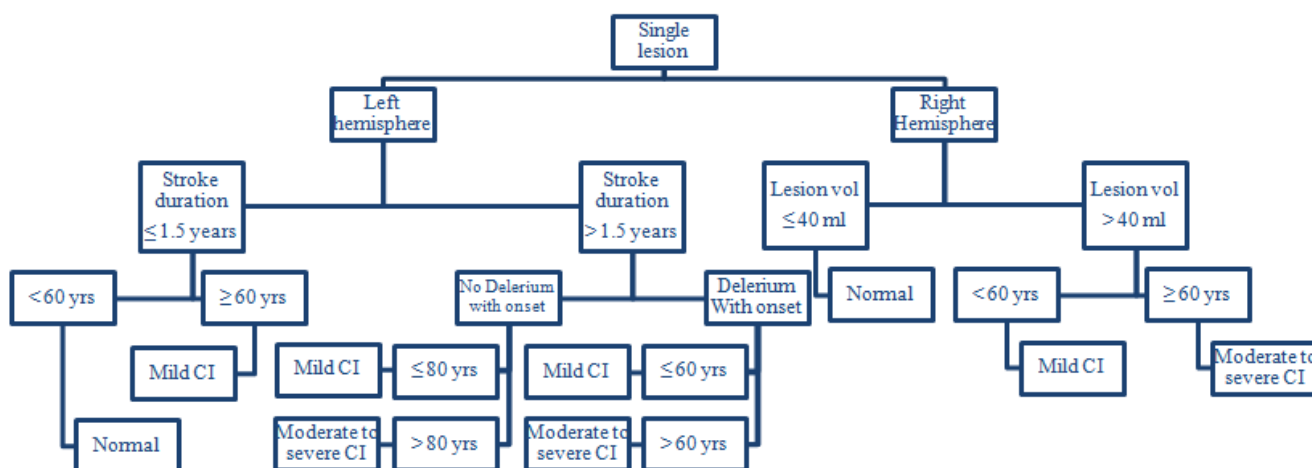 Single
lesion
Left
hemisphere
Right
Hemisphere
Stroke
duration
≤1.5 years
Stroke
duration
>1.5 years
Lesion vol
≤40 ml
Lesion vol
>40 ml
<60 yrs
≥60 yrs
No Delerium
with onset
Delerium
With onset
Normal
<60 yrs
≥60 yrs
Mild CI
Mild CI
≤80 yrs
Mild CI
≤60 yrs
Mild CI
Moderate to
severe CI
Normal
Moderate to
severe CI
>80 yrs
Moderate to
severe CI
>60 yrs